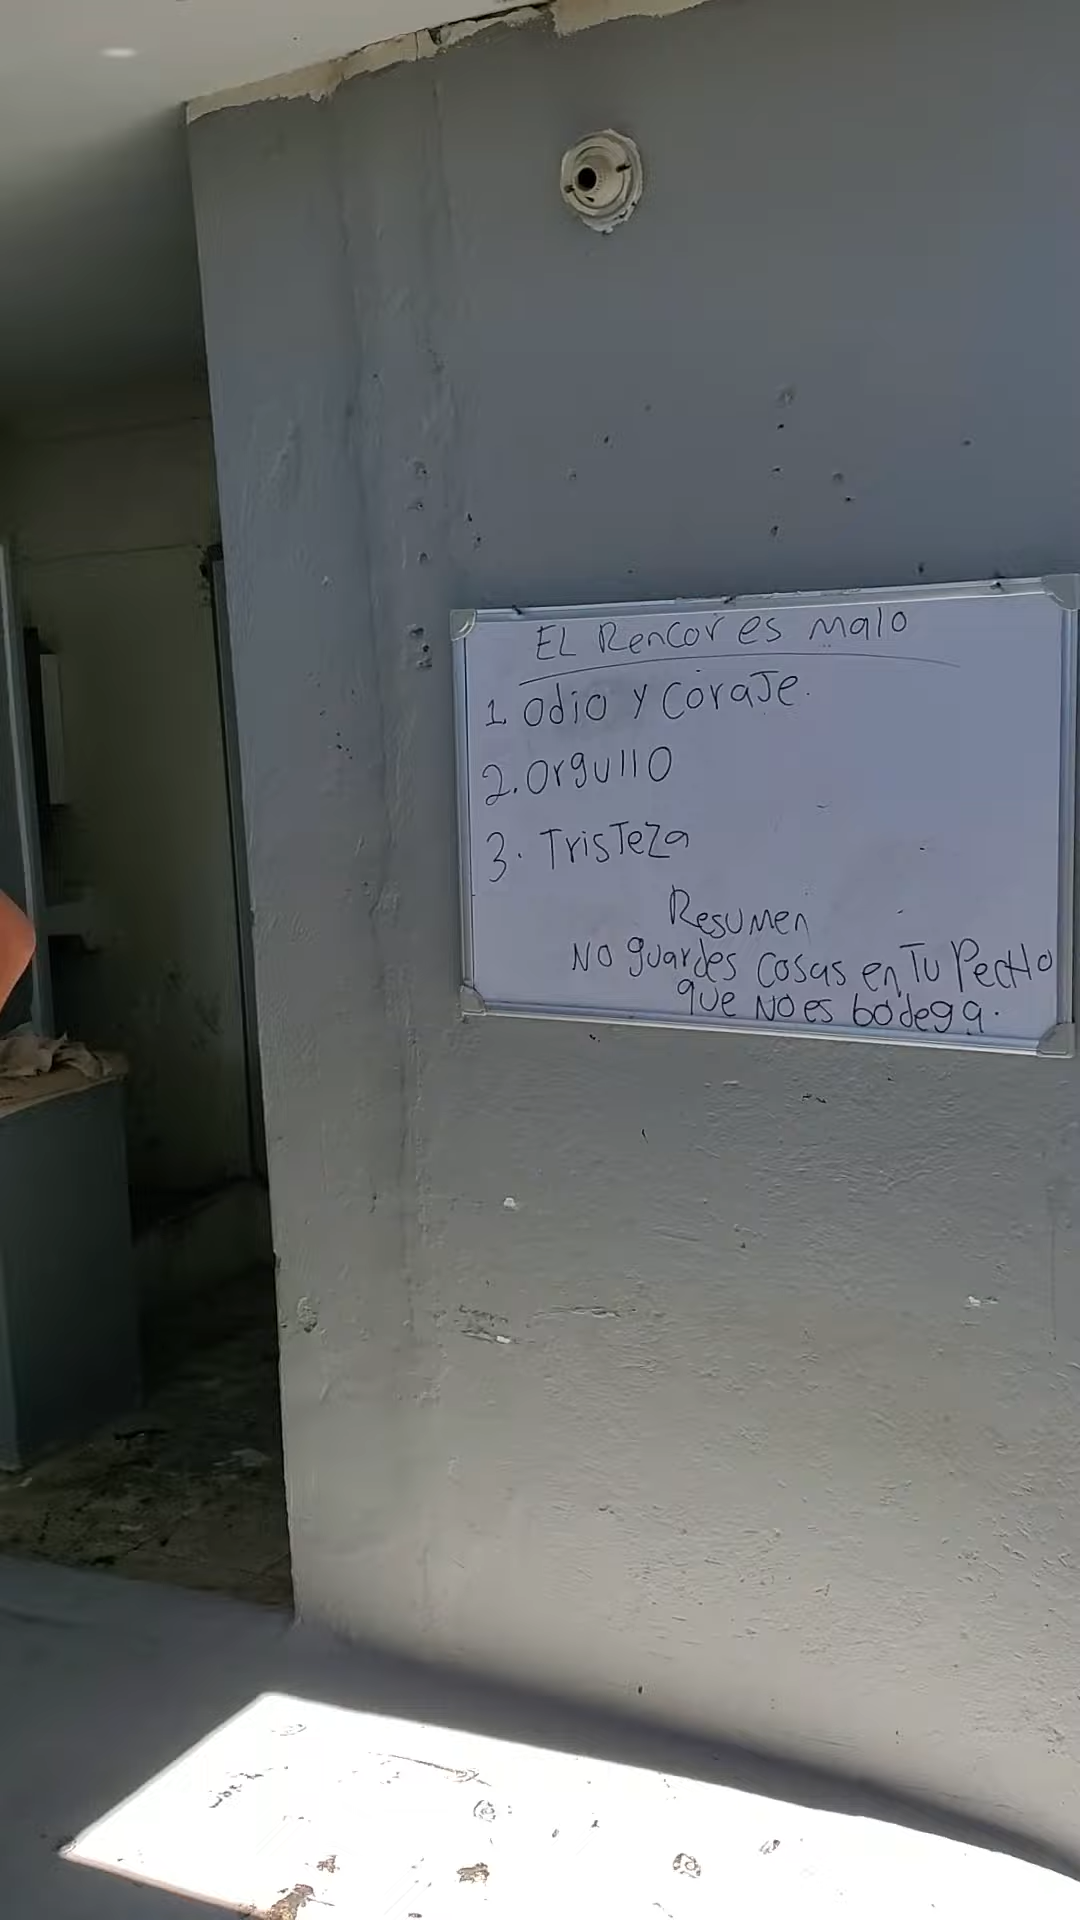 EL Rencor es malo
1. Odio y CoraJe.
2. Orgullo
3. TrisTeza
Resumen
No guardes cosas en Tu PecHo
que No es bodega.